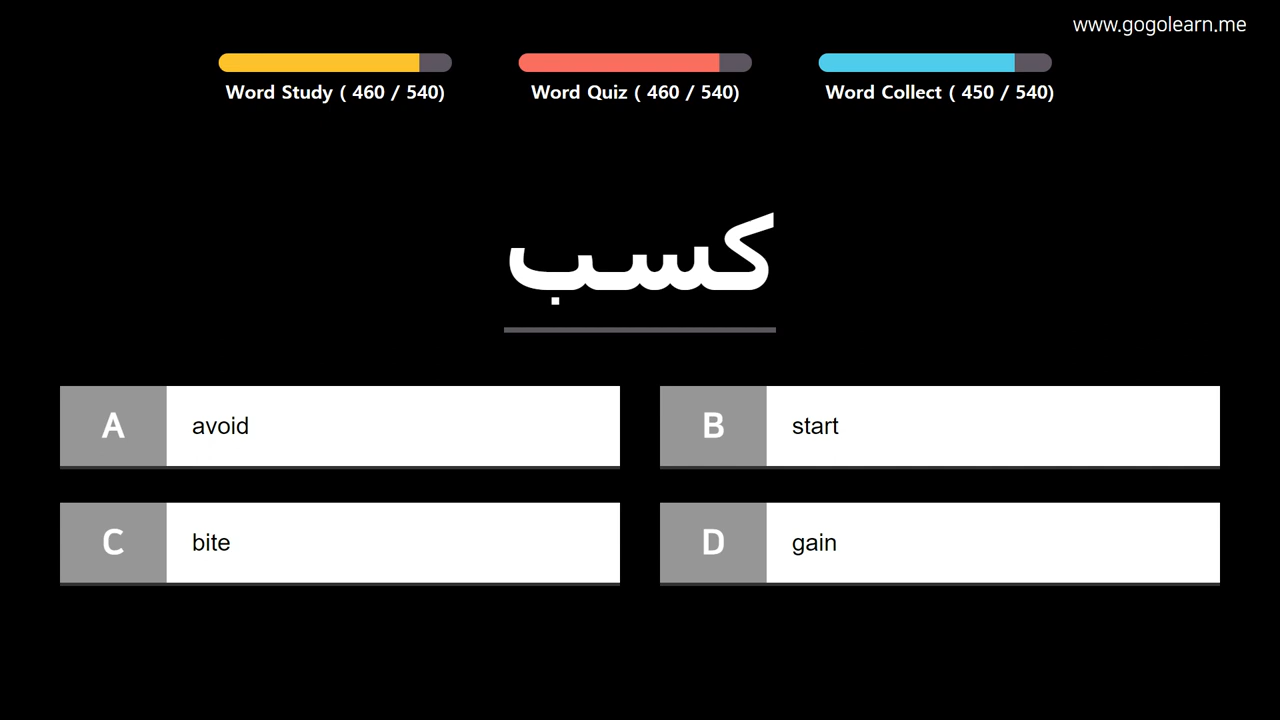 www.gogolearn.me
Word Study ( 460 / 540)
Word Quiz ( 460 / 540)
Word Collect ( 450 / 540)
کسب
A avoid
B start
C bite
D gain